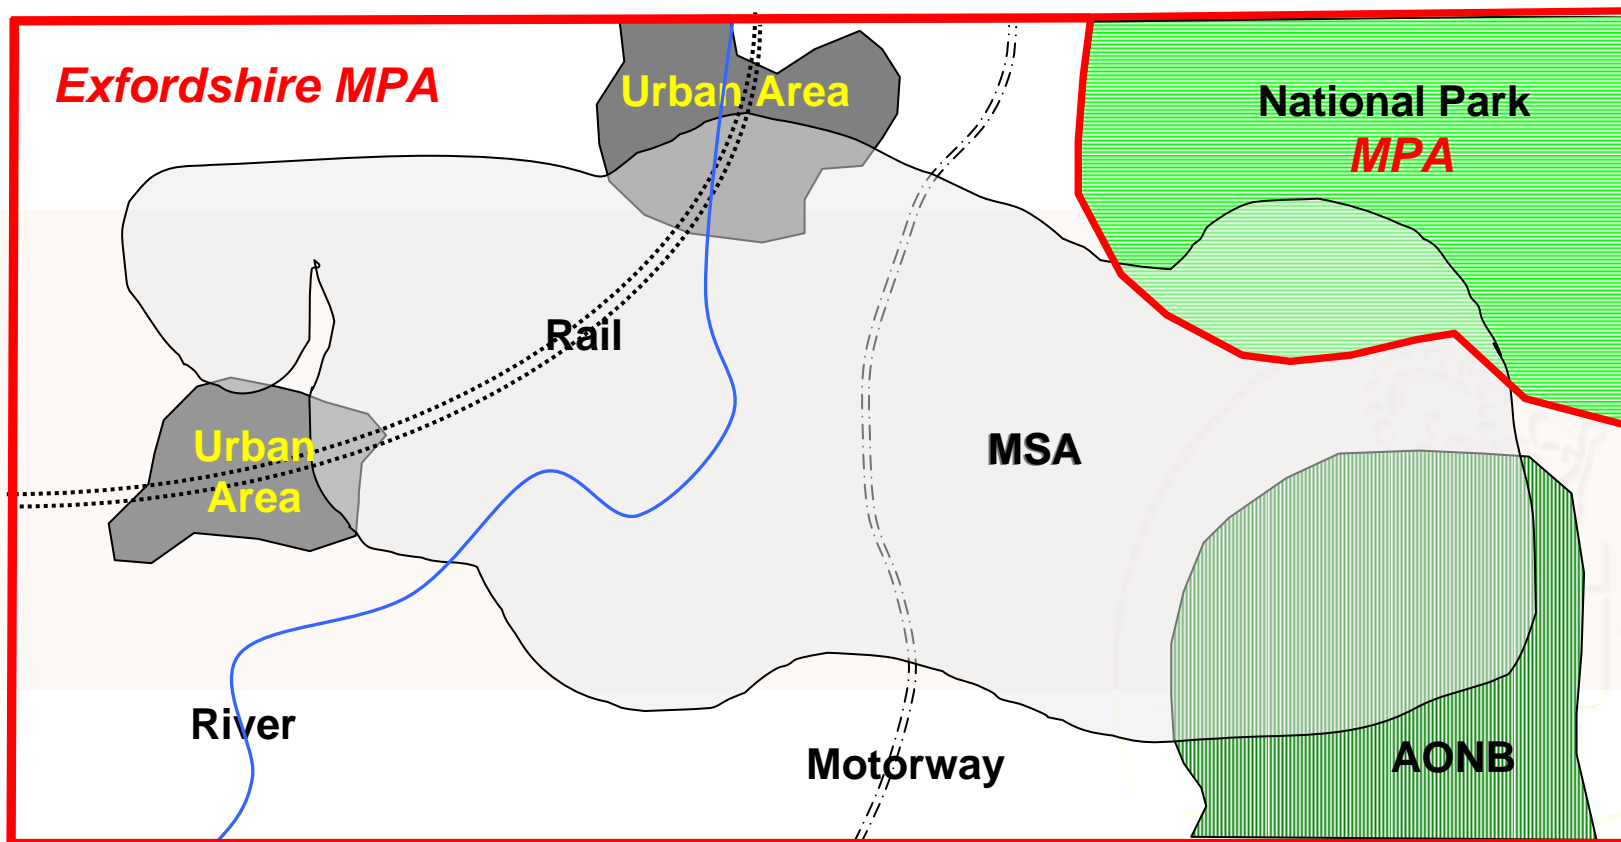 Exfordshire MPA
Urban Area
National Park
MPA
Rail
Urban
Area
MSA
River
Motorway
AONB